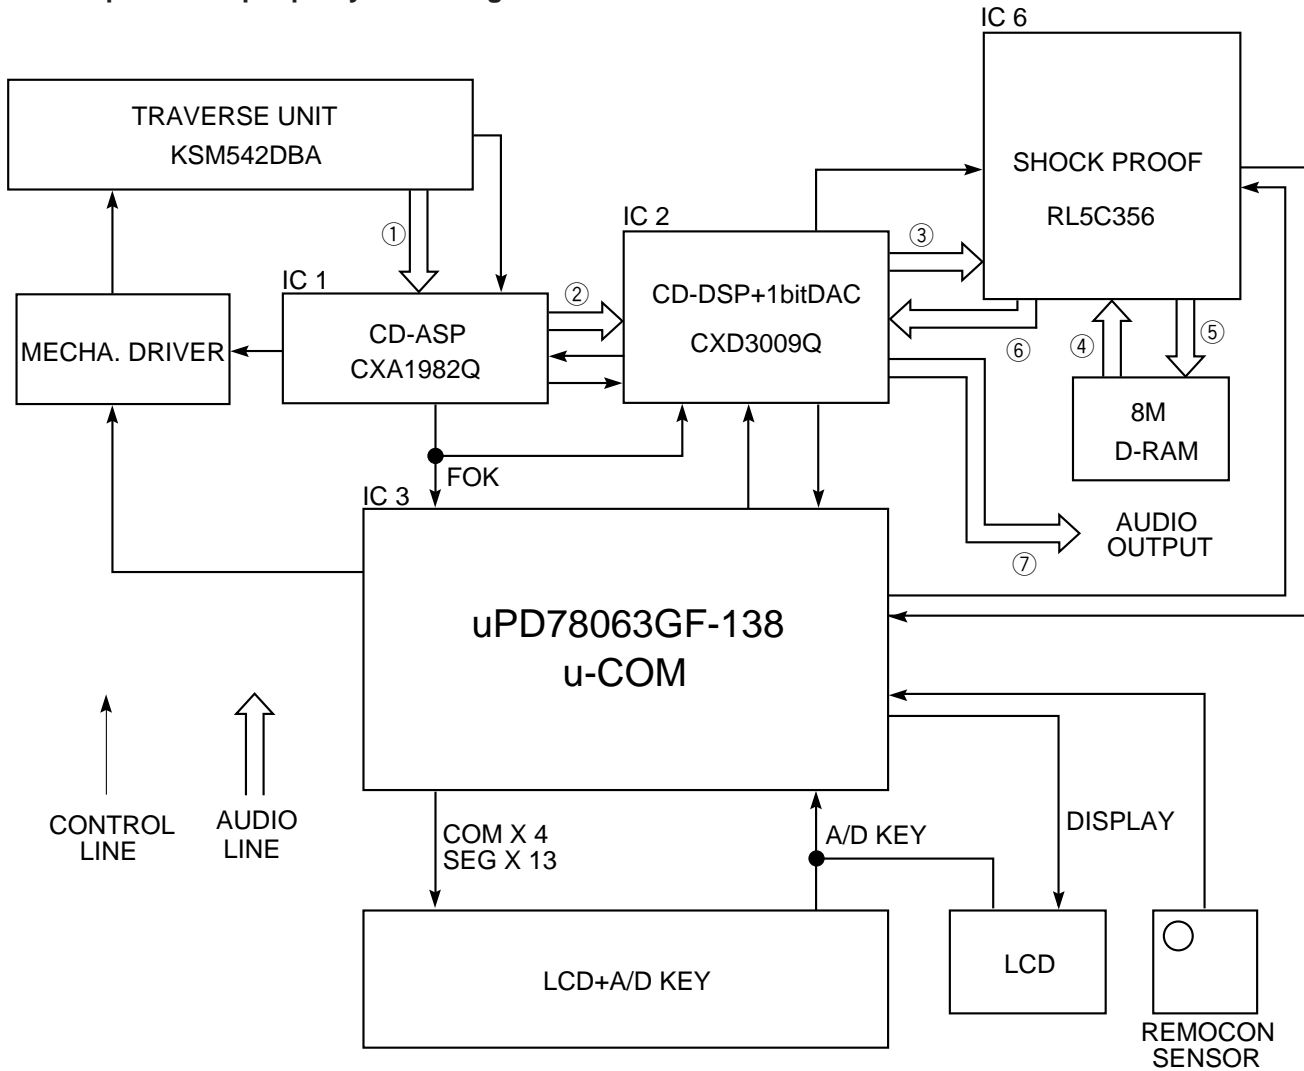 IC 6
TRAVERSE UNIT
KSM542DBA
SHOCK PROOF
RL5C356
IC 2
①
③
IC 1
②
CD-DSP+1bitDAC
CXD3009Q
CD-ASP
CXA1982Q
MECHA. DRIVER
⑥
④
⑤
8M
D-RAM
FOK
IC 3
AUDIO
OUTPUT
⑦
uPD78063GF-138
u-COM
CONTROL
LINE
AUDIO
LINE
COM X 4
SEG X 13
A/D KEY
DISPLAY
LCD+A/D KEY
LCD
REMOCON
SENSOR